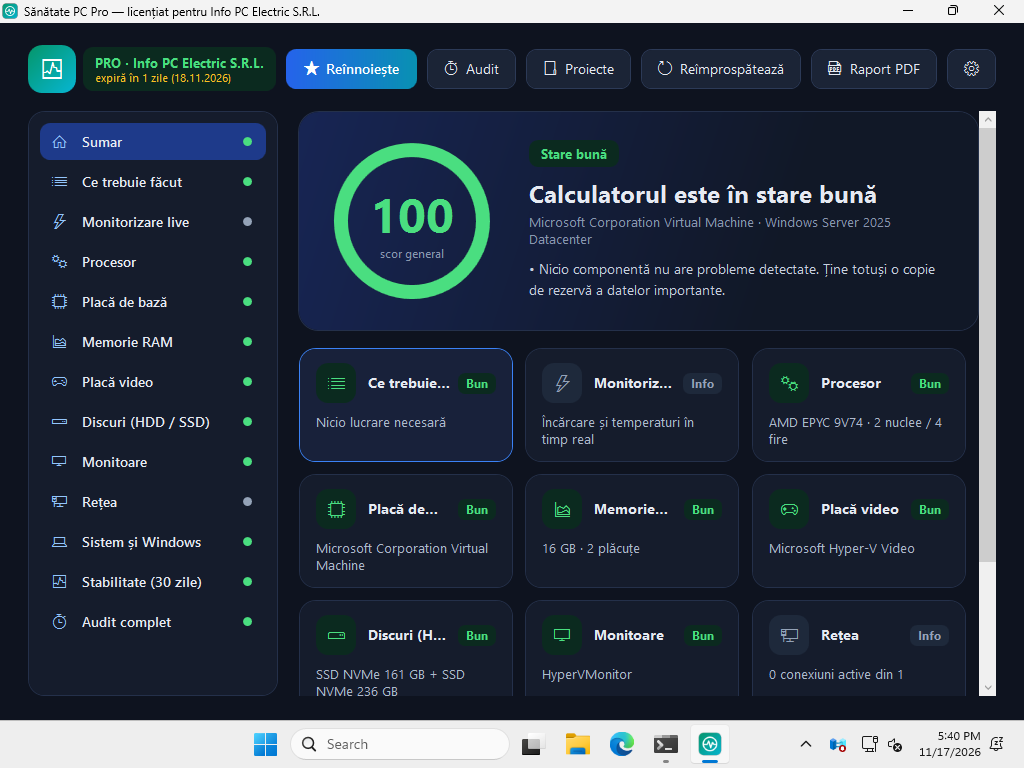 Sănătate PC Pro — licențiat pentru Info PC Electric S.R.L.
PRO · Info PC Electric S.R.L.
expiră în 1 zile (18.11.2026)
Reînnoiește
Audit
Proiecte
Reîmprospătează
Raport PDF
Sumar
Ce trebuie făcut
Monitorizare live
Procesor
Placă de bază
Memorie RAM
Placă video
Discuri (HDD / SSD)
Monitoare
Rețea
Sistem și Windows
Stabilitate (30 zile)
Audit complet
100
scor general
Stare bună
Calculatorul este în stare bună
Microsoft Corporation Virtual Machine · Windows Server 2025
Datacenter
• Nicio componentă nu are probleme detectate. Ține totuși o copie
de rezervă a datelor importante.
Ce trebuie... Bun
Nicio lucrare necesară
Monitoriz... Info
Încărcare și temperaturi în
timp real
Procesor Bun
AMD EPYC 9V74 · 2 nuclee / 4
fire
Placă de... Bun
Microsoft Corporation Virtual
Machine
Memorie... Bun
16 GB · 2 plăcuțe
Placă video Bun
Microsoft Hyper-V Video
Discuri (H... Bun
SSD NVMe 161 GB + SSD
NVMe 236 GB
Monitoare Bun
HyperVMonitor
Rețea Info
0 conexiuni active din 1
Search
5:40 PM
11/17/2026